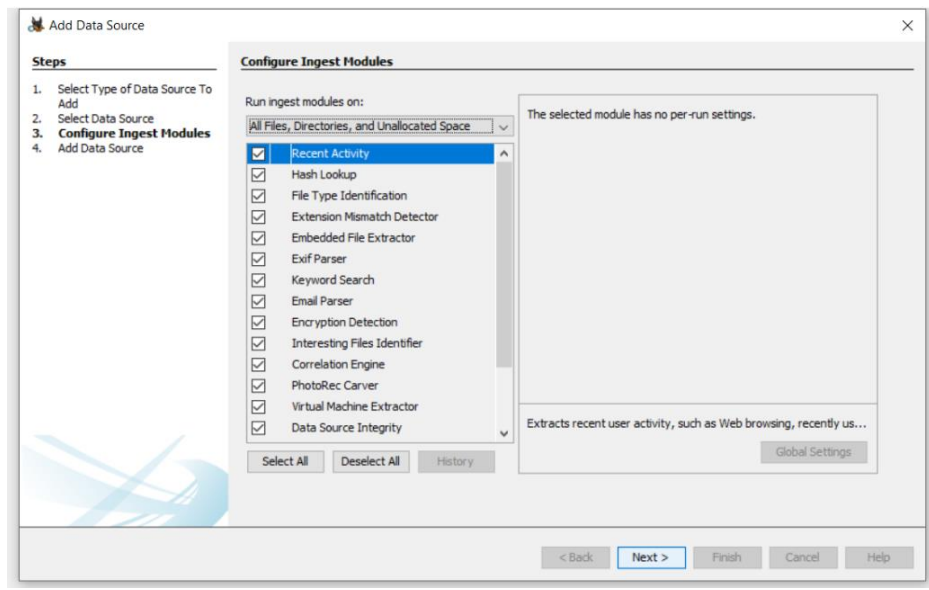 Add Data Source
Steps
1. Select Type of Data Source To
Add
2. Select Data Source
3. Configure Ingest Modules
4. Add Data Source
Configure Ingest Modules
Run ingest modules on:
All Files, Directories, and Unallocated Space
Recent Activity
Hash Lookup
File Type Identification
Extension Mismatch Detector
Embedded File Extractor
Exif Parser
Keyword Search
Email Parser
Encryption Detection
Interesting Files Identifier
Correlation Engine
PhotoRec Carver
Virtual Machine Extractor
Data Source Integrity
Select All
Deselect All
History
The selected module has no per-run settings.
Extracts recent user activity, such as Web browsing, recently us...
Global Settings
< Back
Next >
Finish
Cancel
Help